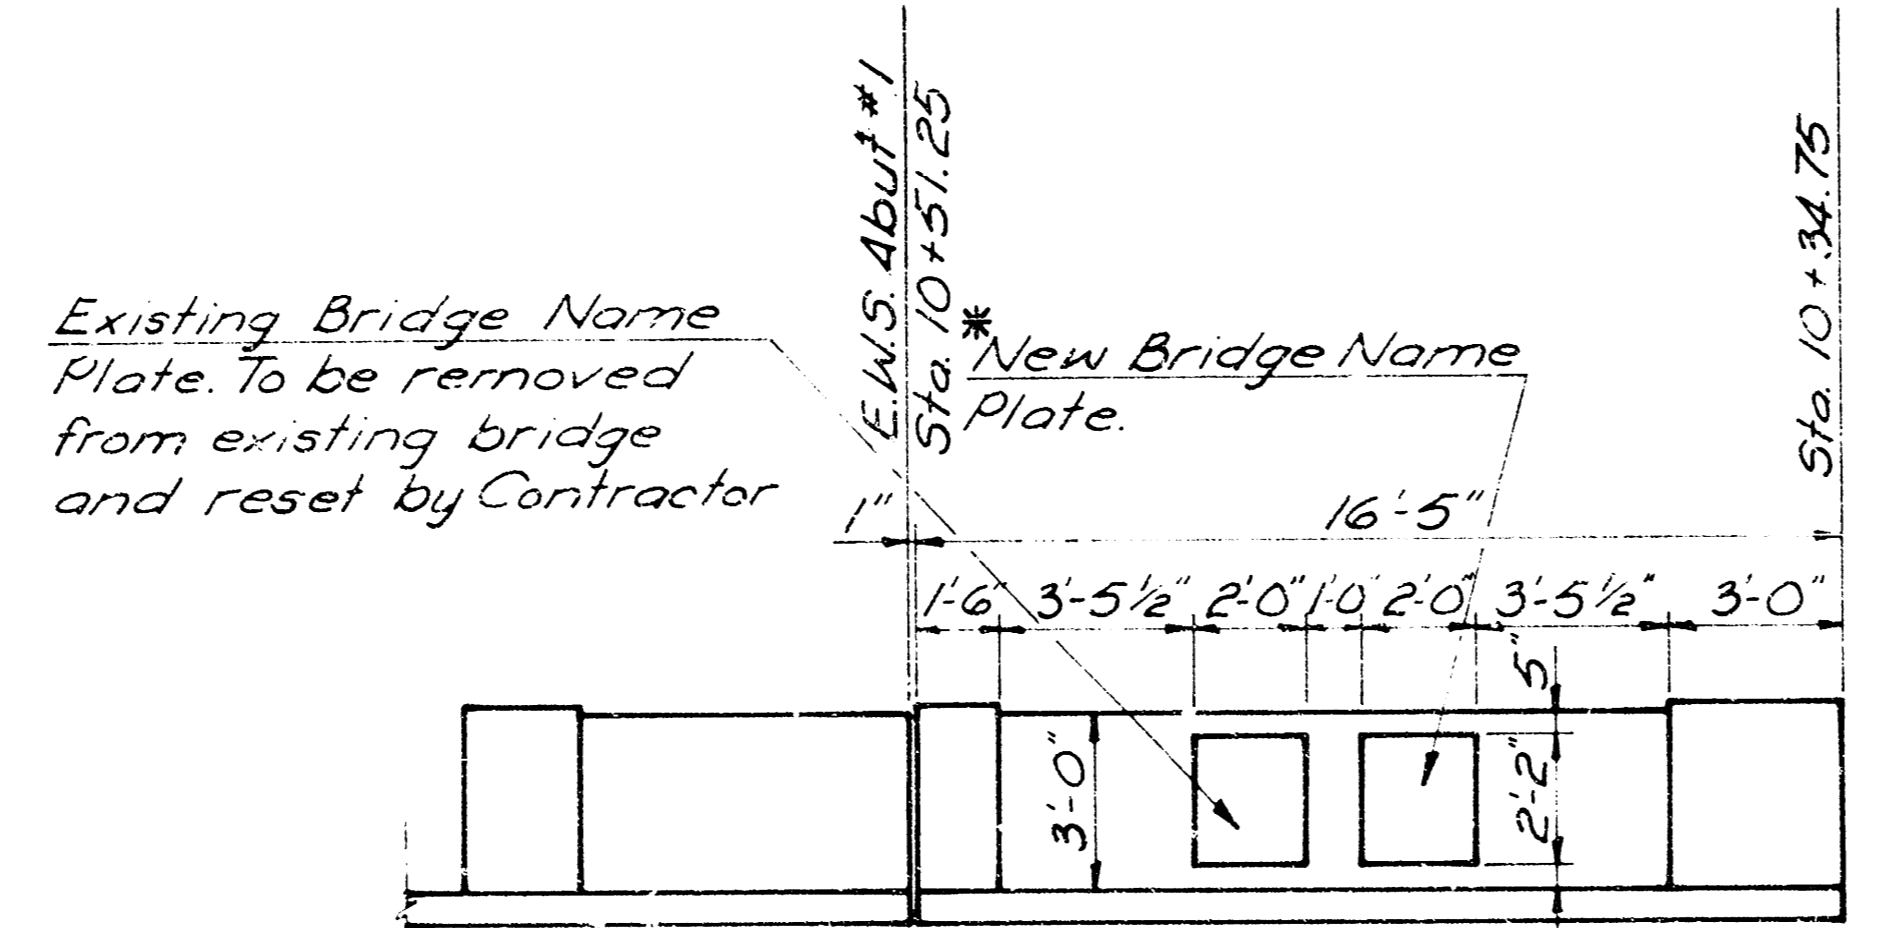 E.W.S. Abut #1
Sta. 10+51.25
Sta. 10+34.75
Existing Bridge Name
Plate. To be removed
from existing bridge
and reset by Contractor
*New Bridge Name
Plate.
1"
16'-5"
1'-6" 3'-5½" 2'-0" 1'-0" 2'-0" 3'-5½" 3'-0"
5"
3'-0"
2'-2"